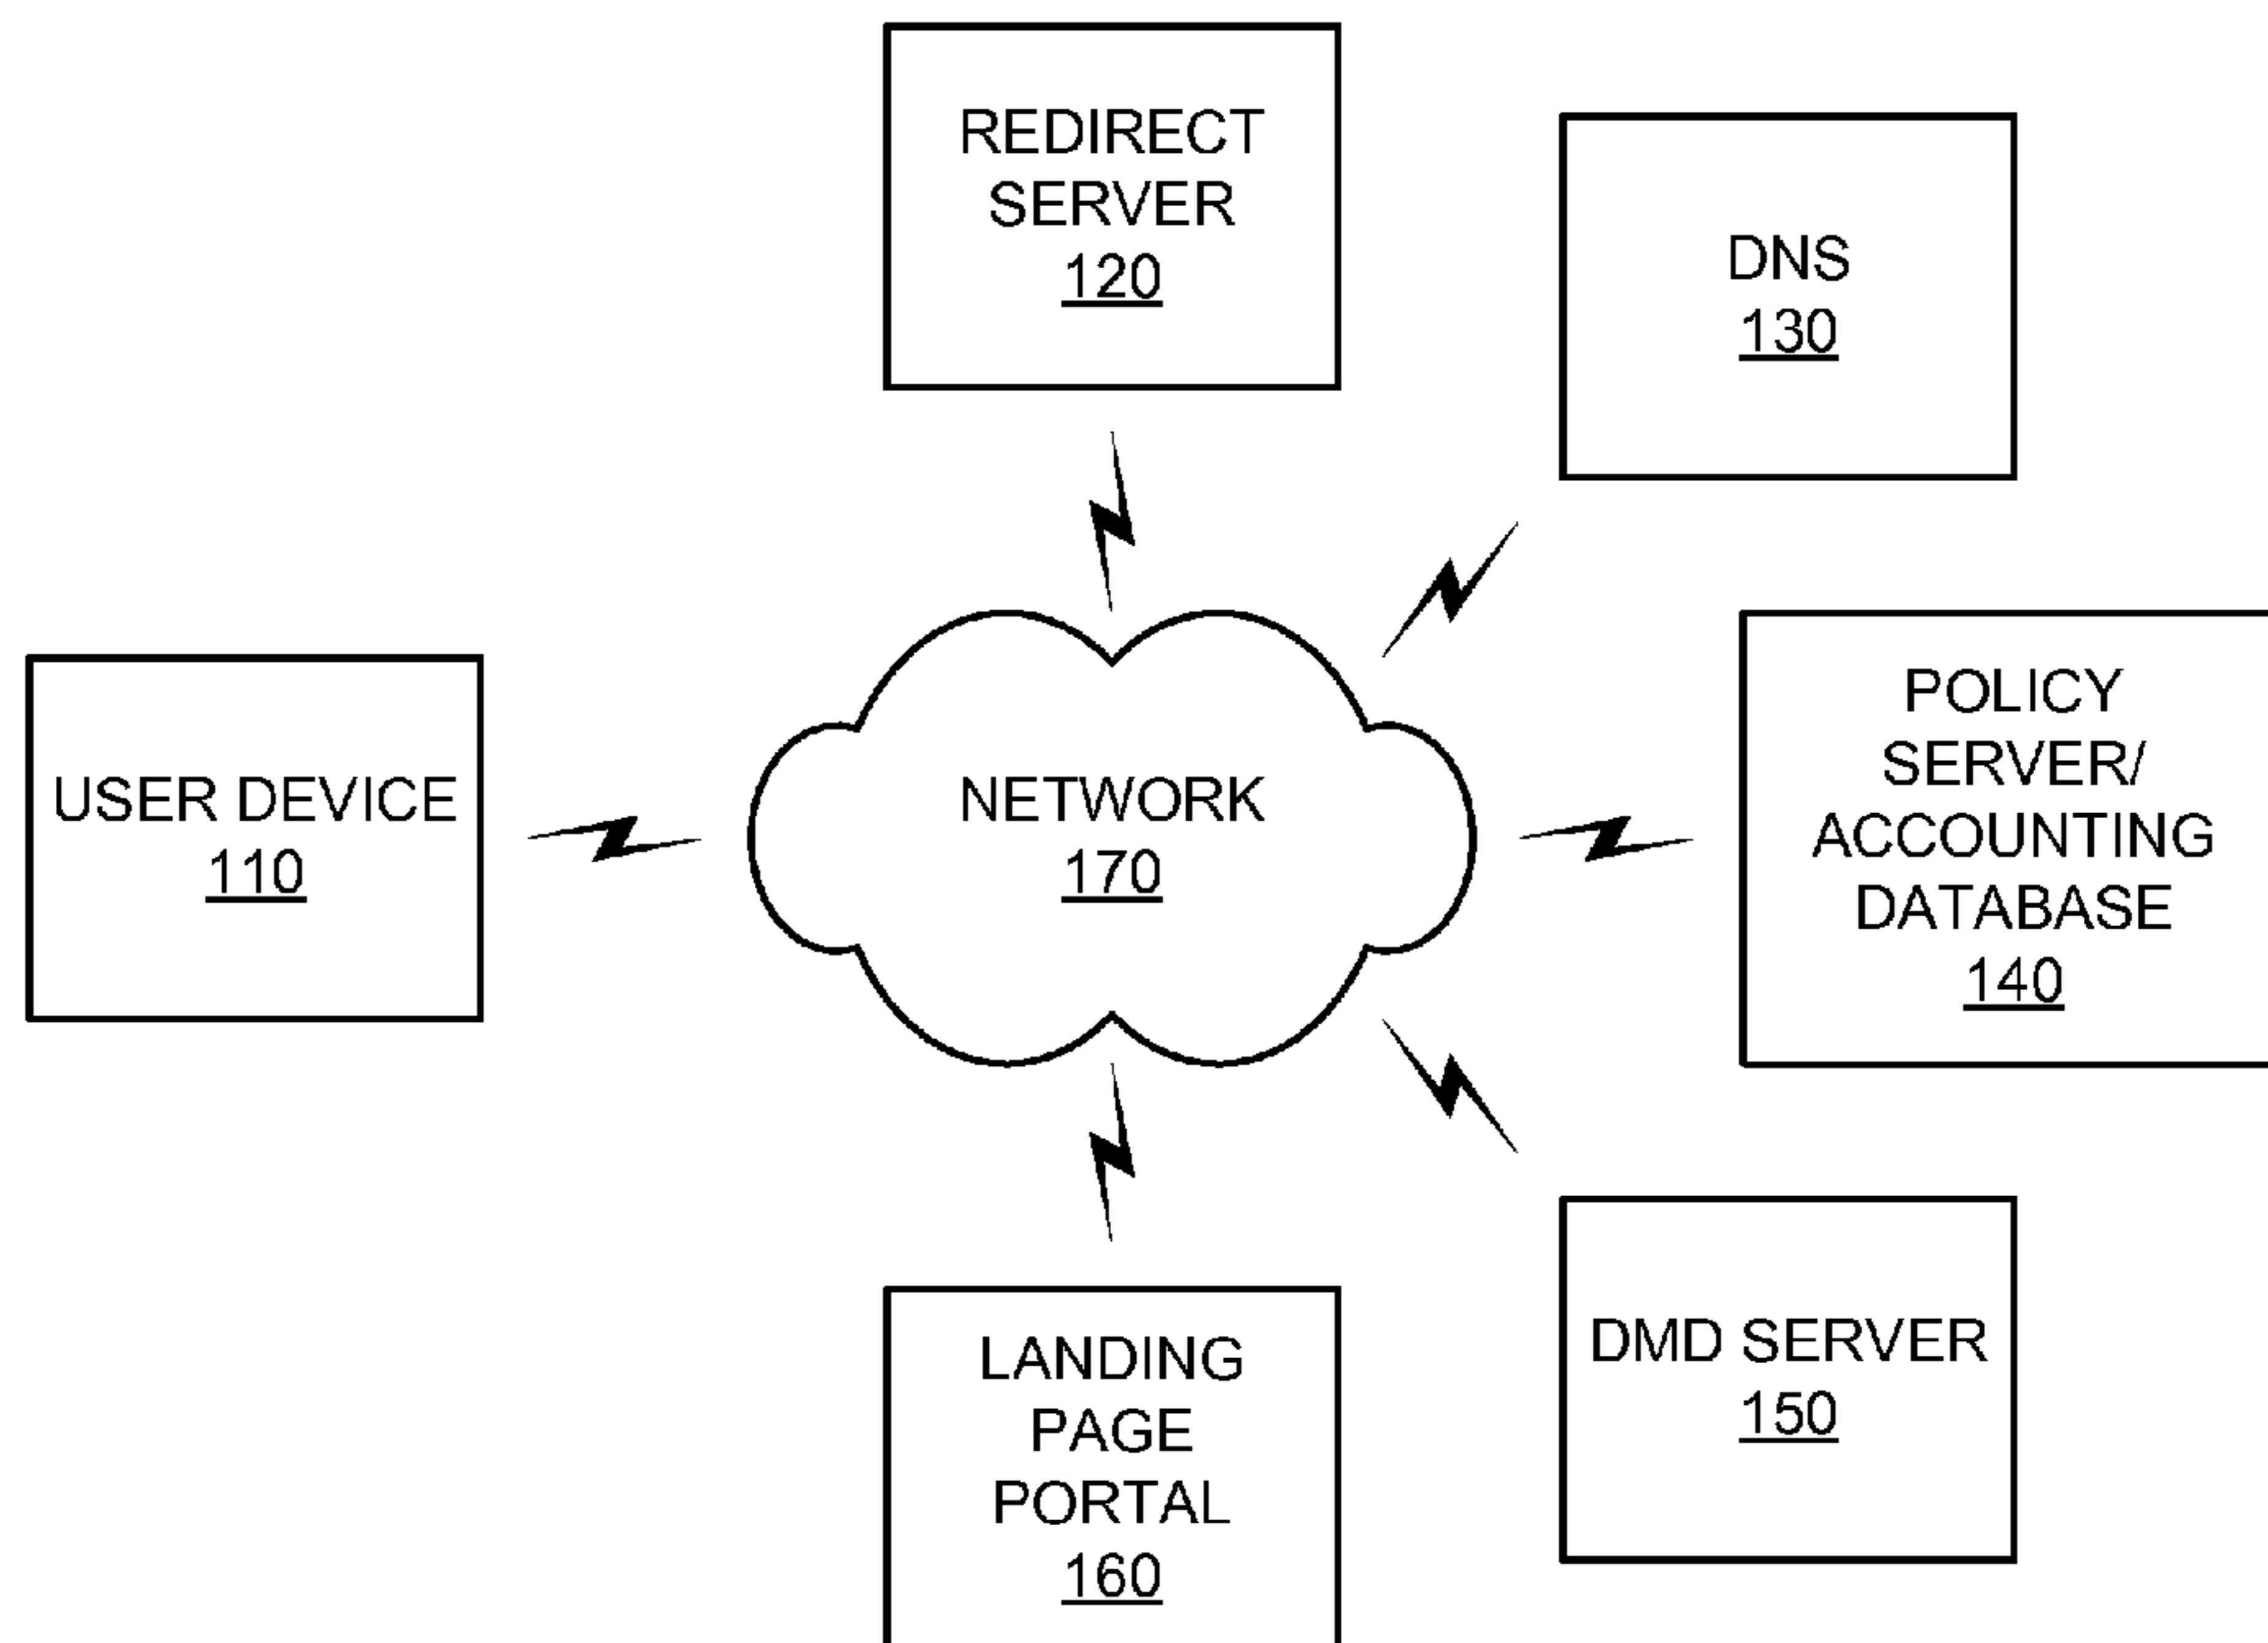 REDIRECT
SERVER
120
DNS
130
USER DEVICE
110
NETWORK
170
POLICY
SERVER/
ACCOUNTING
DATABASE
140
LANDING
PAGE
PORTAL
160
DMD SERVER
150